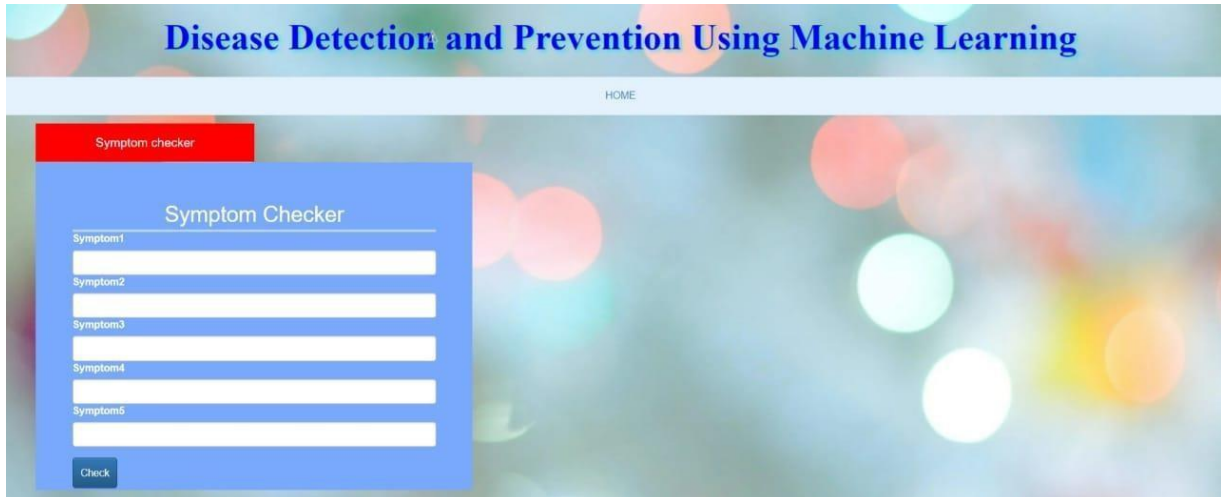 Disease Detection and Prevention Using Machine Learning
HOME
Symptom checker
Symptom Checker
Symptom1
Symptom2
Symptom3
Symptom4
Symptom5
Check